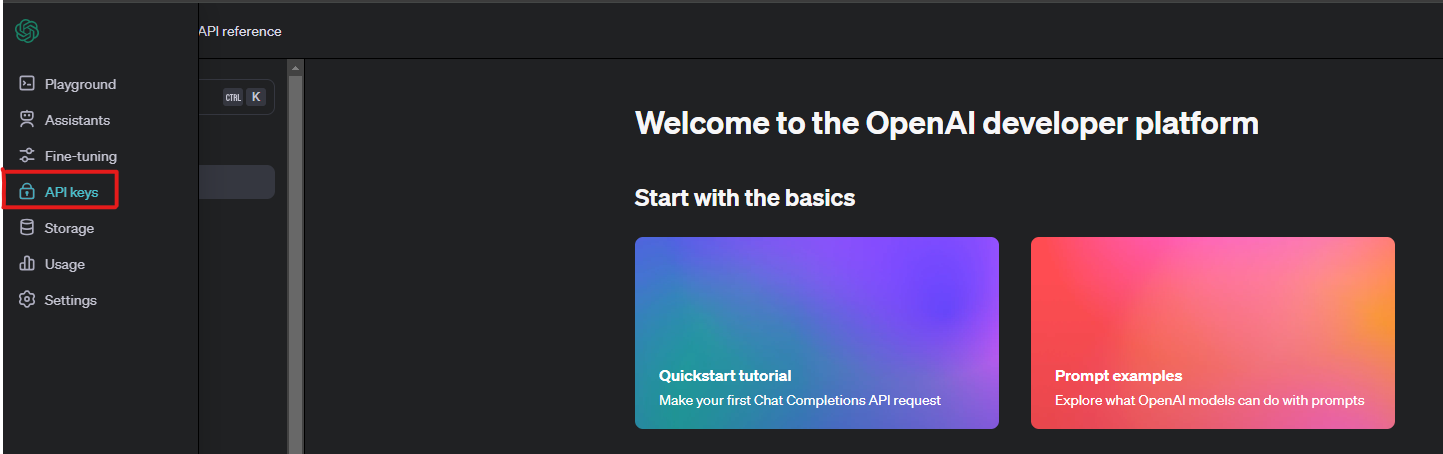 API reference
Playground
Assistants
Fine-tuning
API keys
Storage
Usage
Settings
CTRL K
Welcome to the OpenAI developer platform
Start with the basics
Quickstart tutorial
Make your first Chat Completions API request
Prompt examples
Explore what OpenAI models can do with prompts